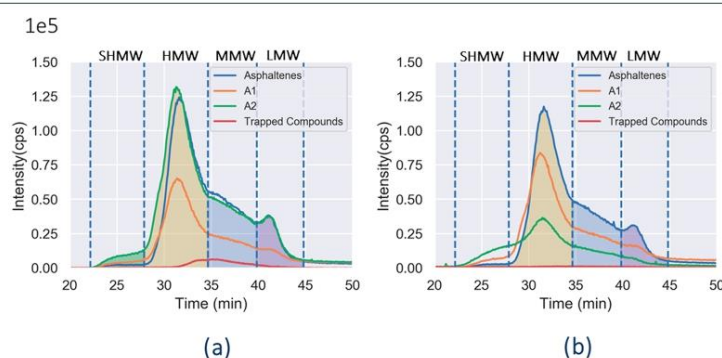 1e5
SHMW HMW MMW LMW
1.50
1.25
1.00
0.75
0.50
0.25
0.00
Intensity(cps)
Asphaltenes
A1
A2
Trapped Compounds
20 25 30 35 40 45 50
Time (min)
(a)
SHMW HMW MMW LMW
1.50
1.25
1.00
0.75
0.50
0.25
0.00
Intensity(cps)
Asphaltenes
A1
A2
Trapped Compounds
20 25 30 35 40 45 50
Time (min)
(b)